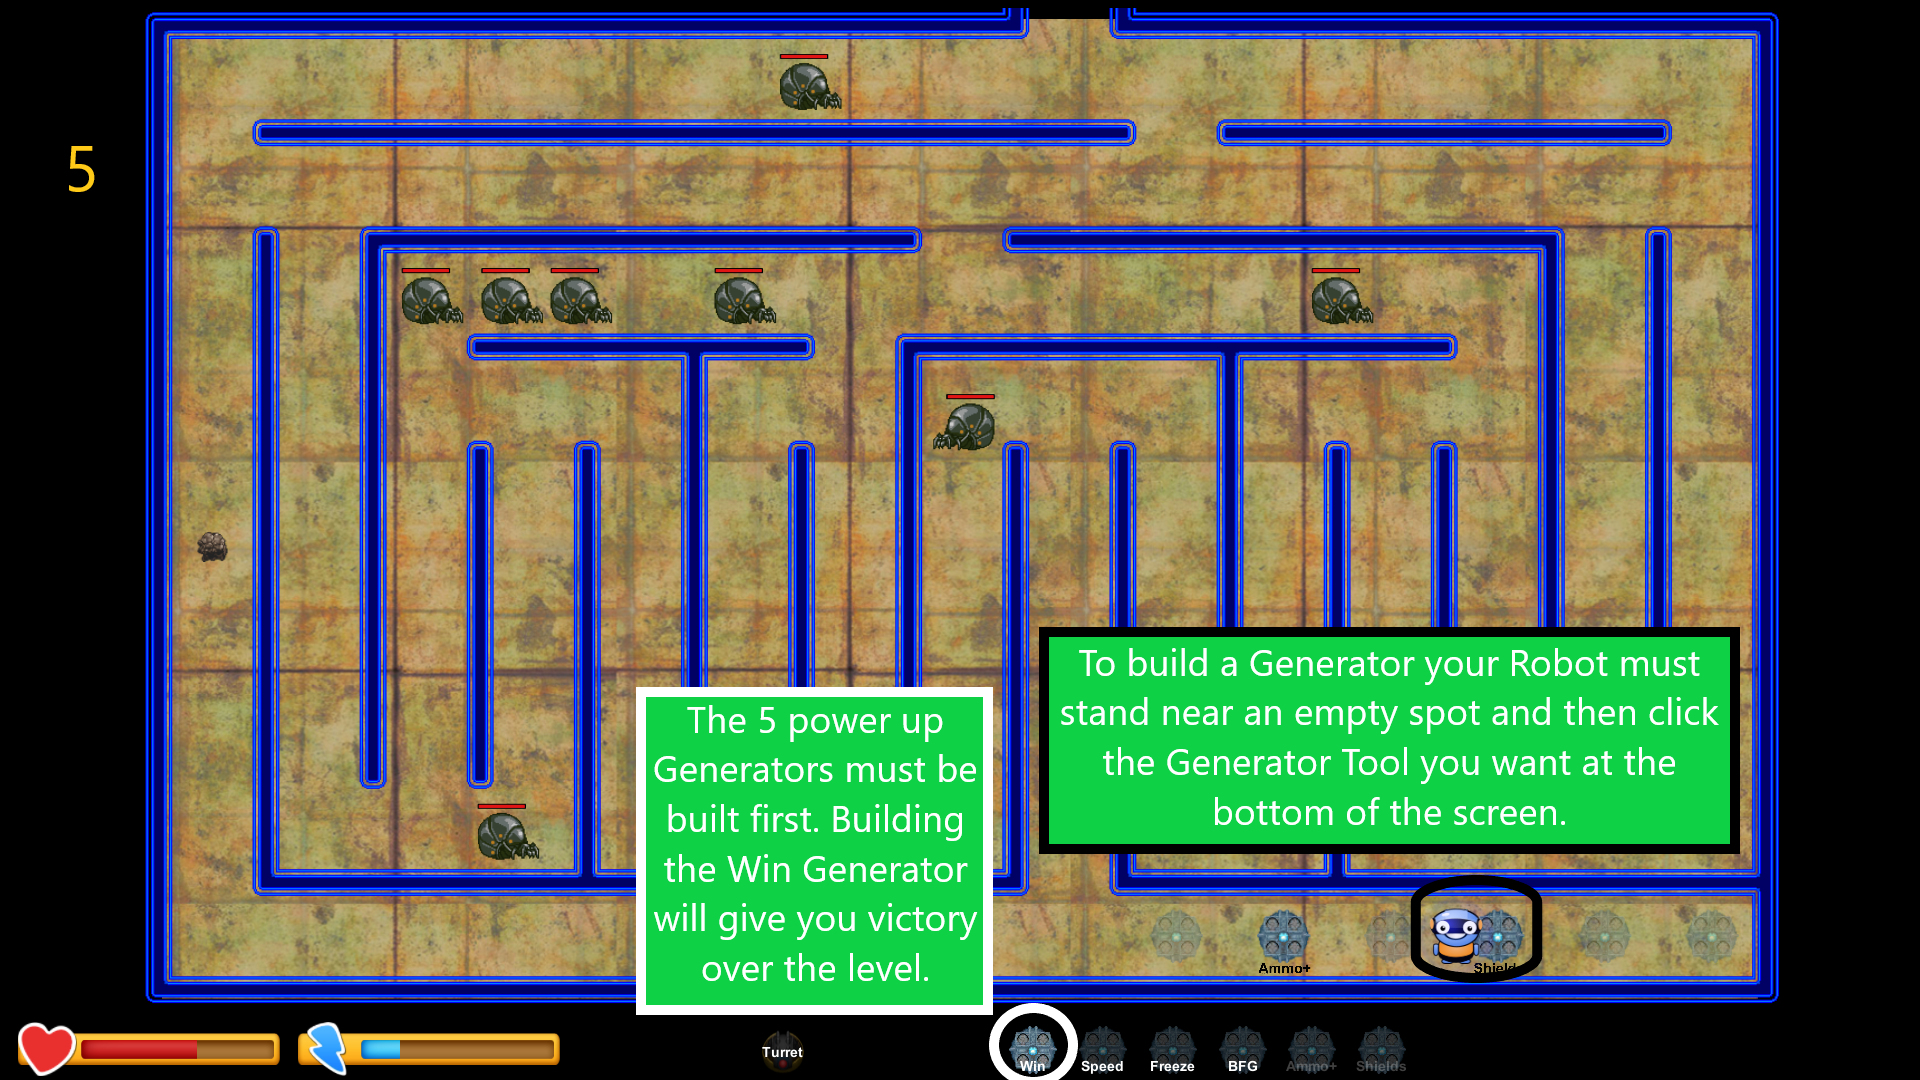 5
To build a Generator your Robot must
stand near an empty spot and then click
the Generator Tool you want at the
bottom of the screen.
The 5 power up
Generators must be
built first. Building
the Win Generator
will give you victory
over the level.
Ammo+
Shield
Turret
Win
Speed
Freeze
BFG
Ammo+
Shields